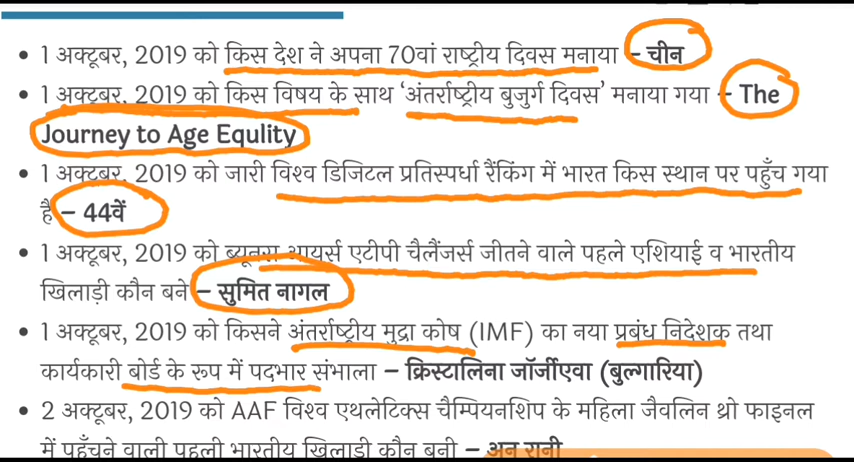 • 1 अक्टूबर, 2019 को किस देश ने अपना 70वां राष्ट्रीय दिवस मनाया – चीन
• 1 अक्टूबर, 2019 को किस विषय के साथ ‘अंतर्राष्ट्रीय बुजुर्ग दिवस’ मनाया गया – The
Journey to Age Equlity
• 1 अक्टूबर, 2019 को जारी विश्व डिजिटल प्रतिस्पर्धा रैंकिंग में भारत किस स्थान पर पहुँच गया
है – 44वें
• 1 अक्टूबर, 2019 को ब्यूनस आयर्स एटीपी चैलैंजर्स जीतने वाले पहले एशियाई व भारतीय
खिलाड़ी कौन बने – सुमित नागल
• 1 अक्टूबर, 2019 को किसने अंतर्राष्ट्रीय मुद्रा कोष (IMF) का नया प्रबंध निदेशक तथा
कार्यकारी बोर्ड के रूप में पदभार संभाला – क्रिस्टालिना जॉर्जीएवा (बुल्गारिया)
• 2 अक्टूबर, 2019 को AAF विश्व एथलेटिक्स चैम्पियनशिप के महिला जैवलिन थ्रो फाइनल
में पहुँचने वाली पहली भारतीय खिलाड़ी कौन बनी – अनु रानी